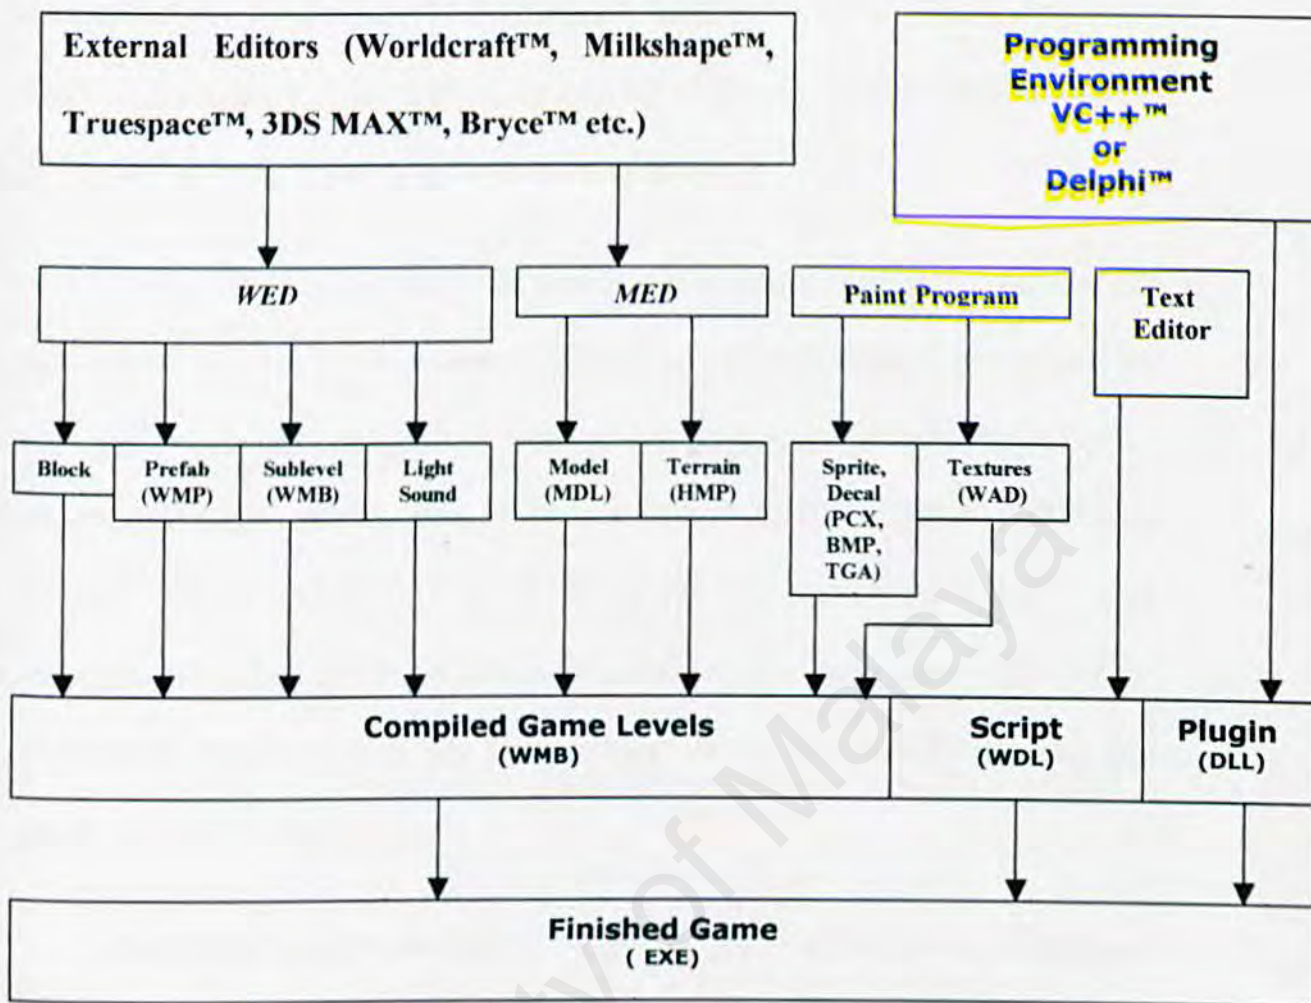 External Editors (Worldcraft™, Milkshape™,
Truespace™, 3DS MAX™, Bryce™ etc.)
Programming
Environment
VC++™
or
Delphi™
WED
MED
Paint Program
Text
Editor
Block
Prefab
(WMP)
Sublevel
(WMB)
Light
Sound
Model
(MDL)
Terrain
(HMP)
Sprite,
Decal
(PCX,
BMP,
TGA)
Textures
(WAD)
Compiled Game Levels
(WMB)
Script
(WDL)
Plugin
(DLL)
Finished Game
( EXE)
of Malaya